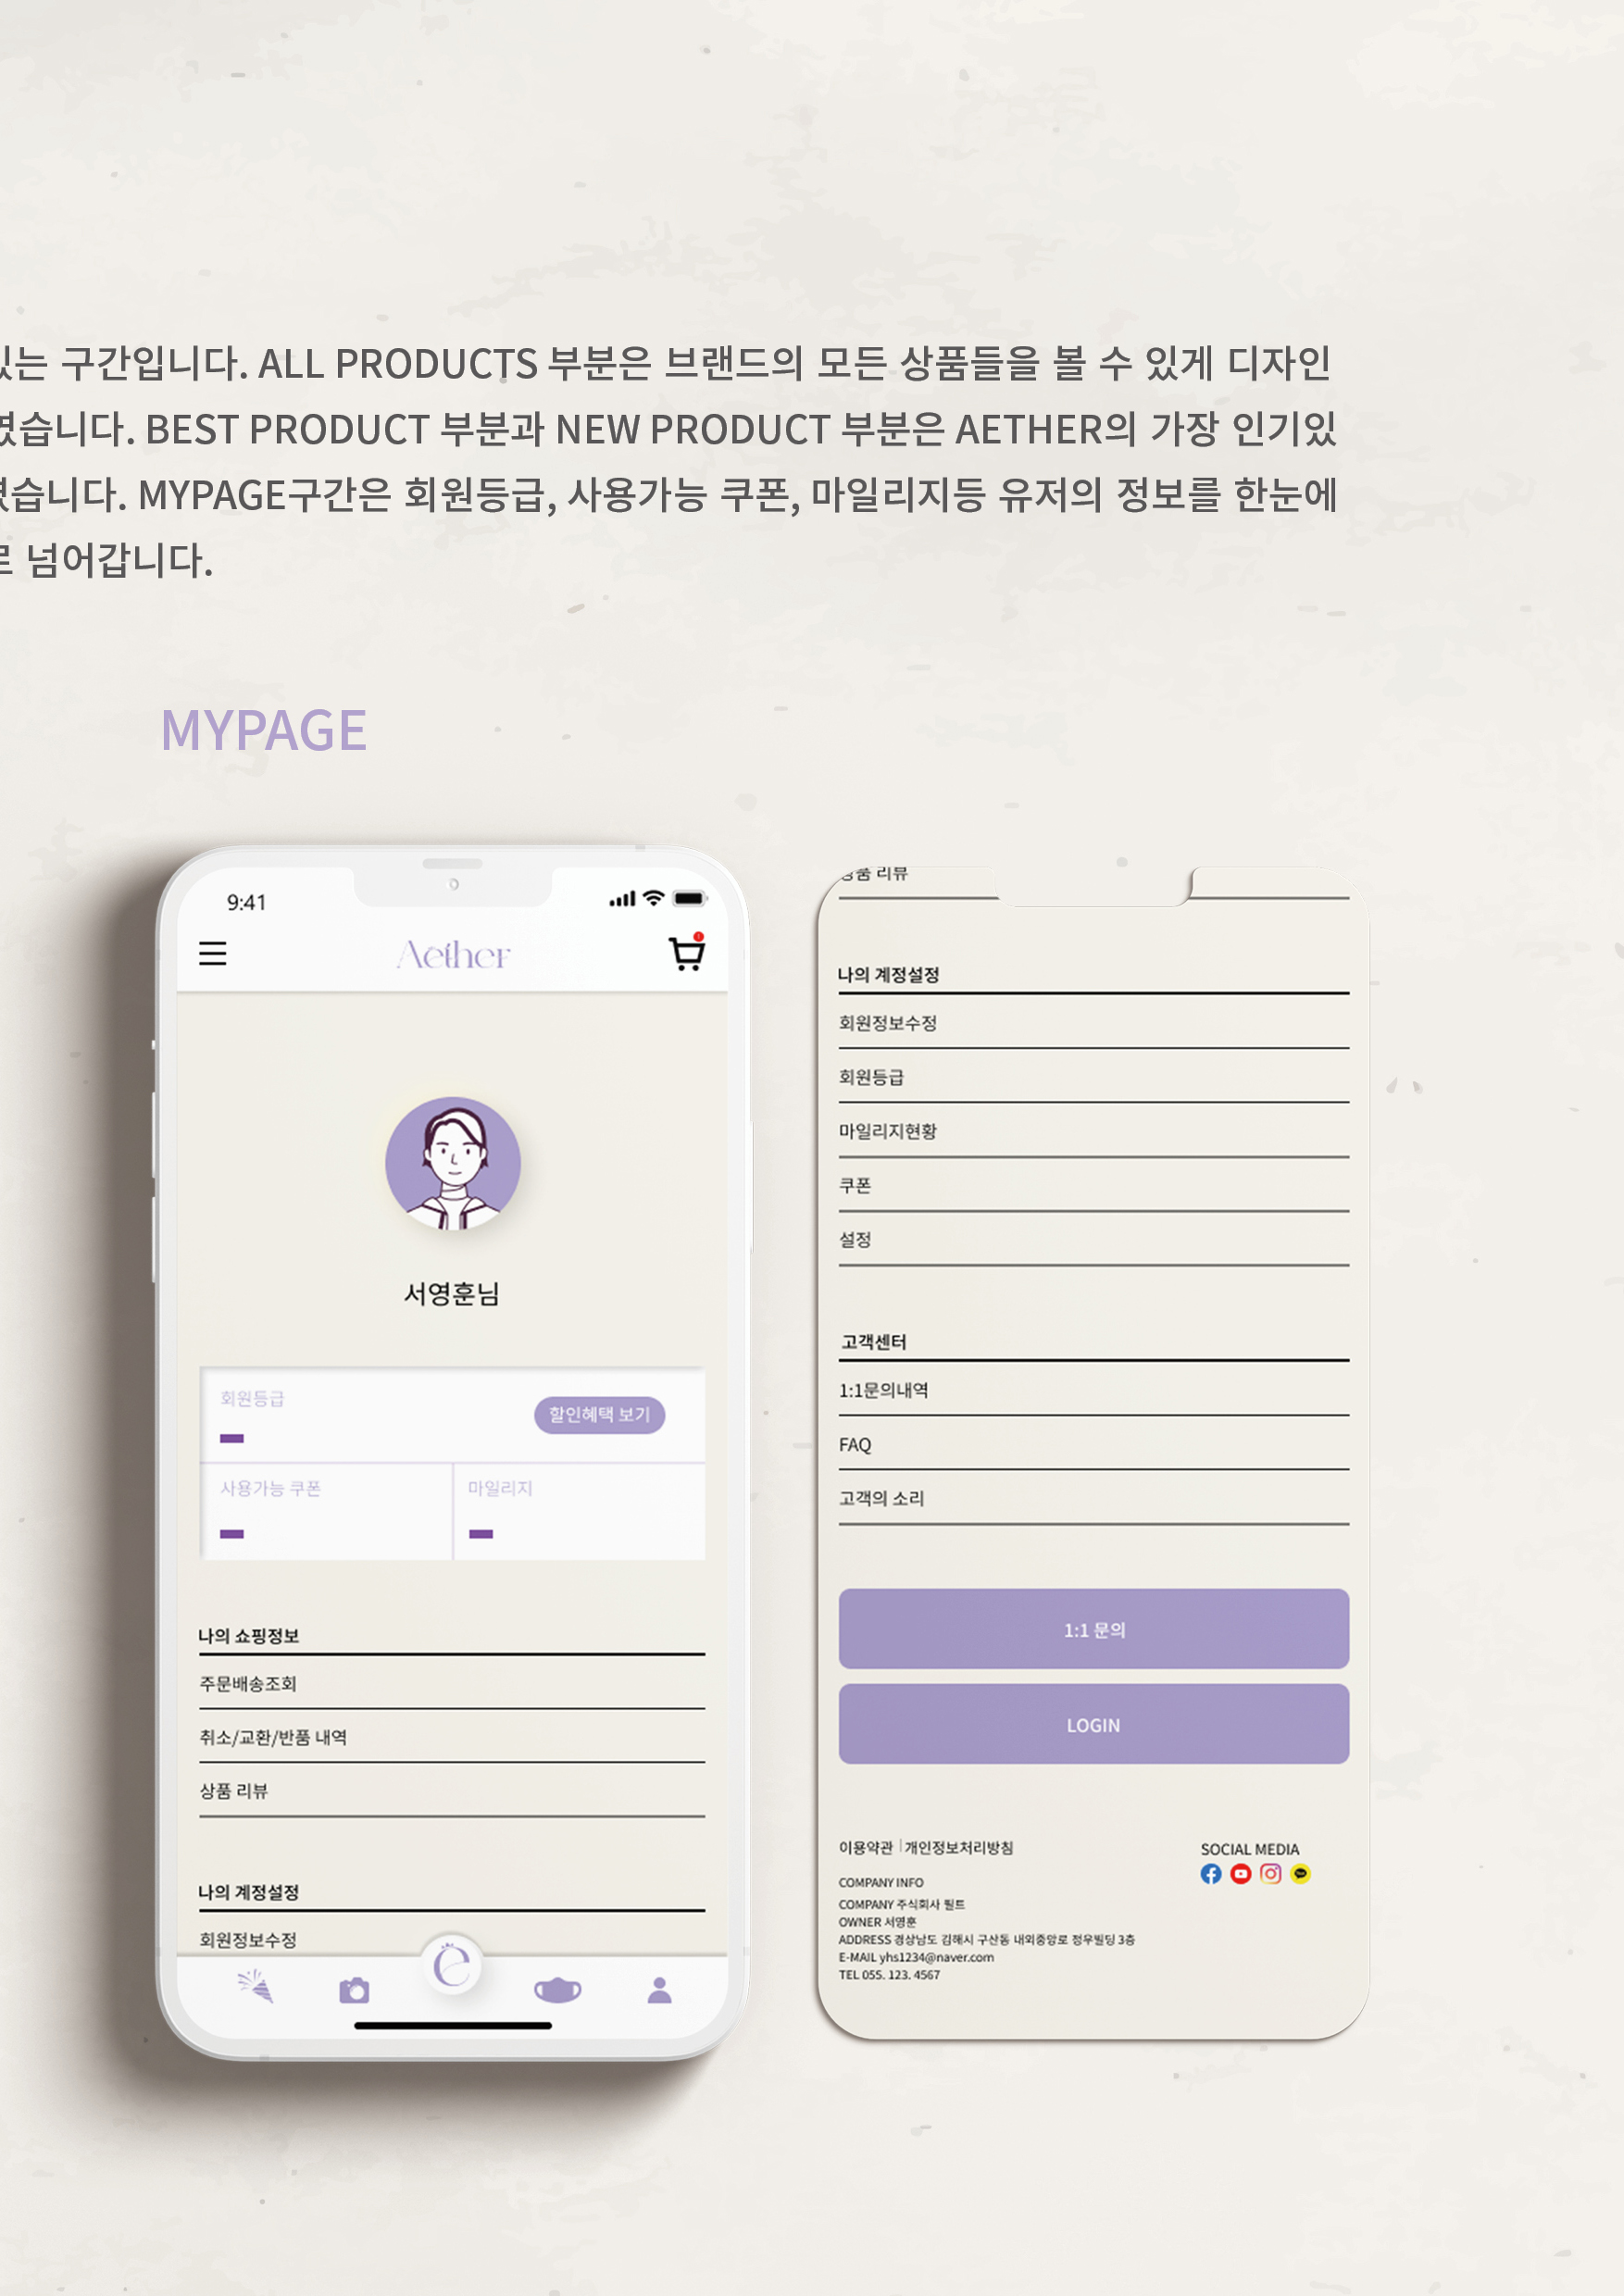 있는 구간입니다. ALL PRODUCTS 부분은 브랜드의 모든 상품들을 볼 수 있게 디자인
습니다. BEST PRODUCT 부분과 NEW PRODUCT 부분은 AETHER의 가장 인기있
습니다. MYPAGE구간은 회원등급, 사용가능 쿠폰, 마일리지등 유저의 정보를 한눈에
로 넘어갑니다.
MYPAGE
9:41
Aether
서영훈님
회원등급
할인혜택 보기
사용가능 쿠폰
마일리지
나의 쇼핑정보
주문배송조회
취소/교환/반품 내역
상품 리뷰
나의 계정설정
회원정보수정
e
상품 리뷰
나의 계정설정
회원정보수정
회원등급
마일리지현황
쿠폰
설정
고객센터
1:1문의내역
FAQ
고객의 소리
1:1 문의
LOGIN
이용약관 | 개인정보처리방침
SOCIAL MEDIA
COMPANY INFO
COMPANY 주식회사 필트
OWNER 서영훈
ADDRESS 경상남도 김해시 구산동 내외중앙로 정우빌딩 3층
E-MAIL yhs1234@naver.com
TEL 055. 123. 4567